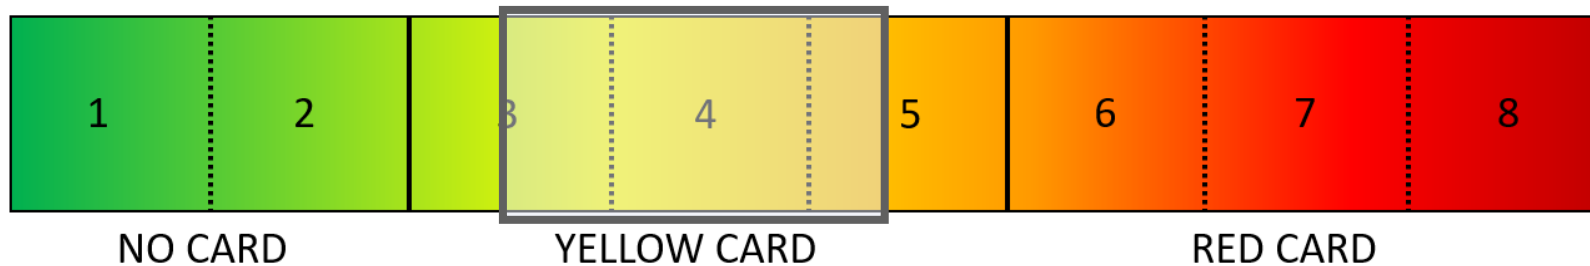 1 2 3 4 5 6 7 8
NO CARD YELLOW CARD RED CARD